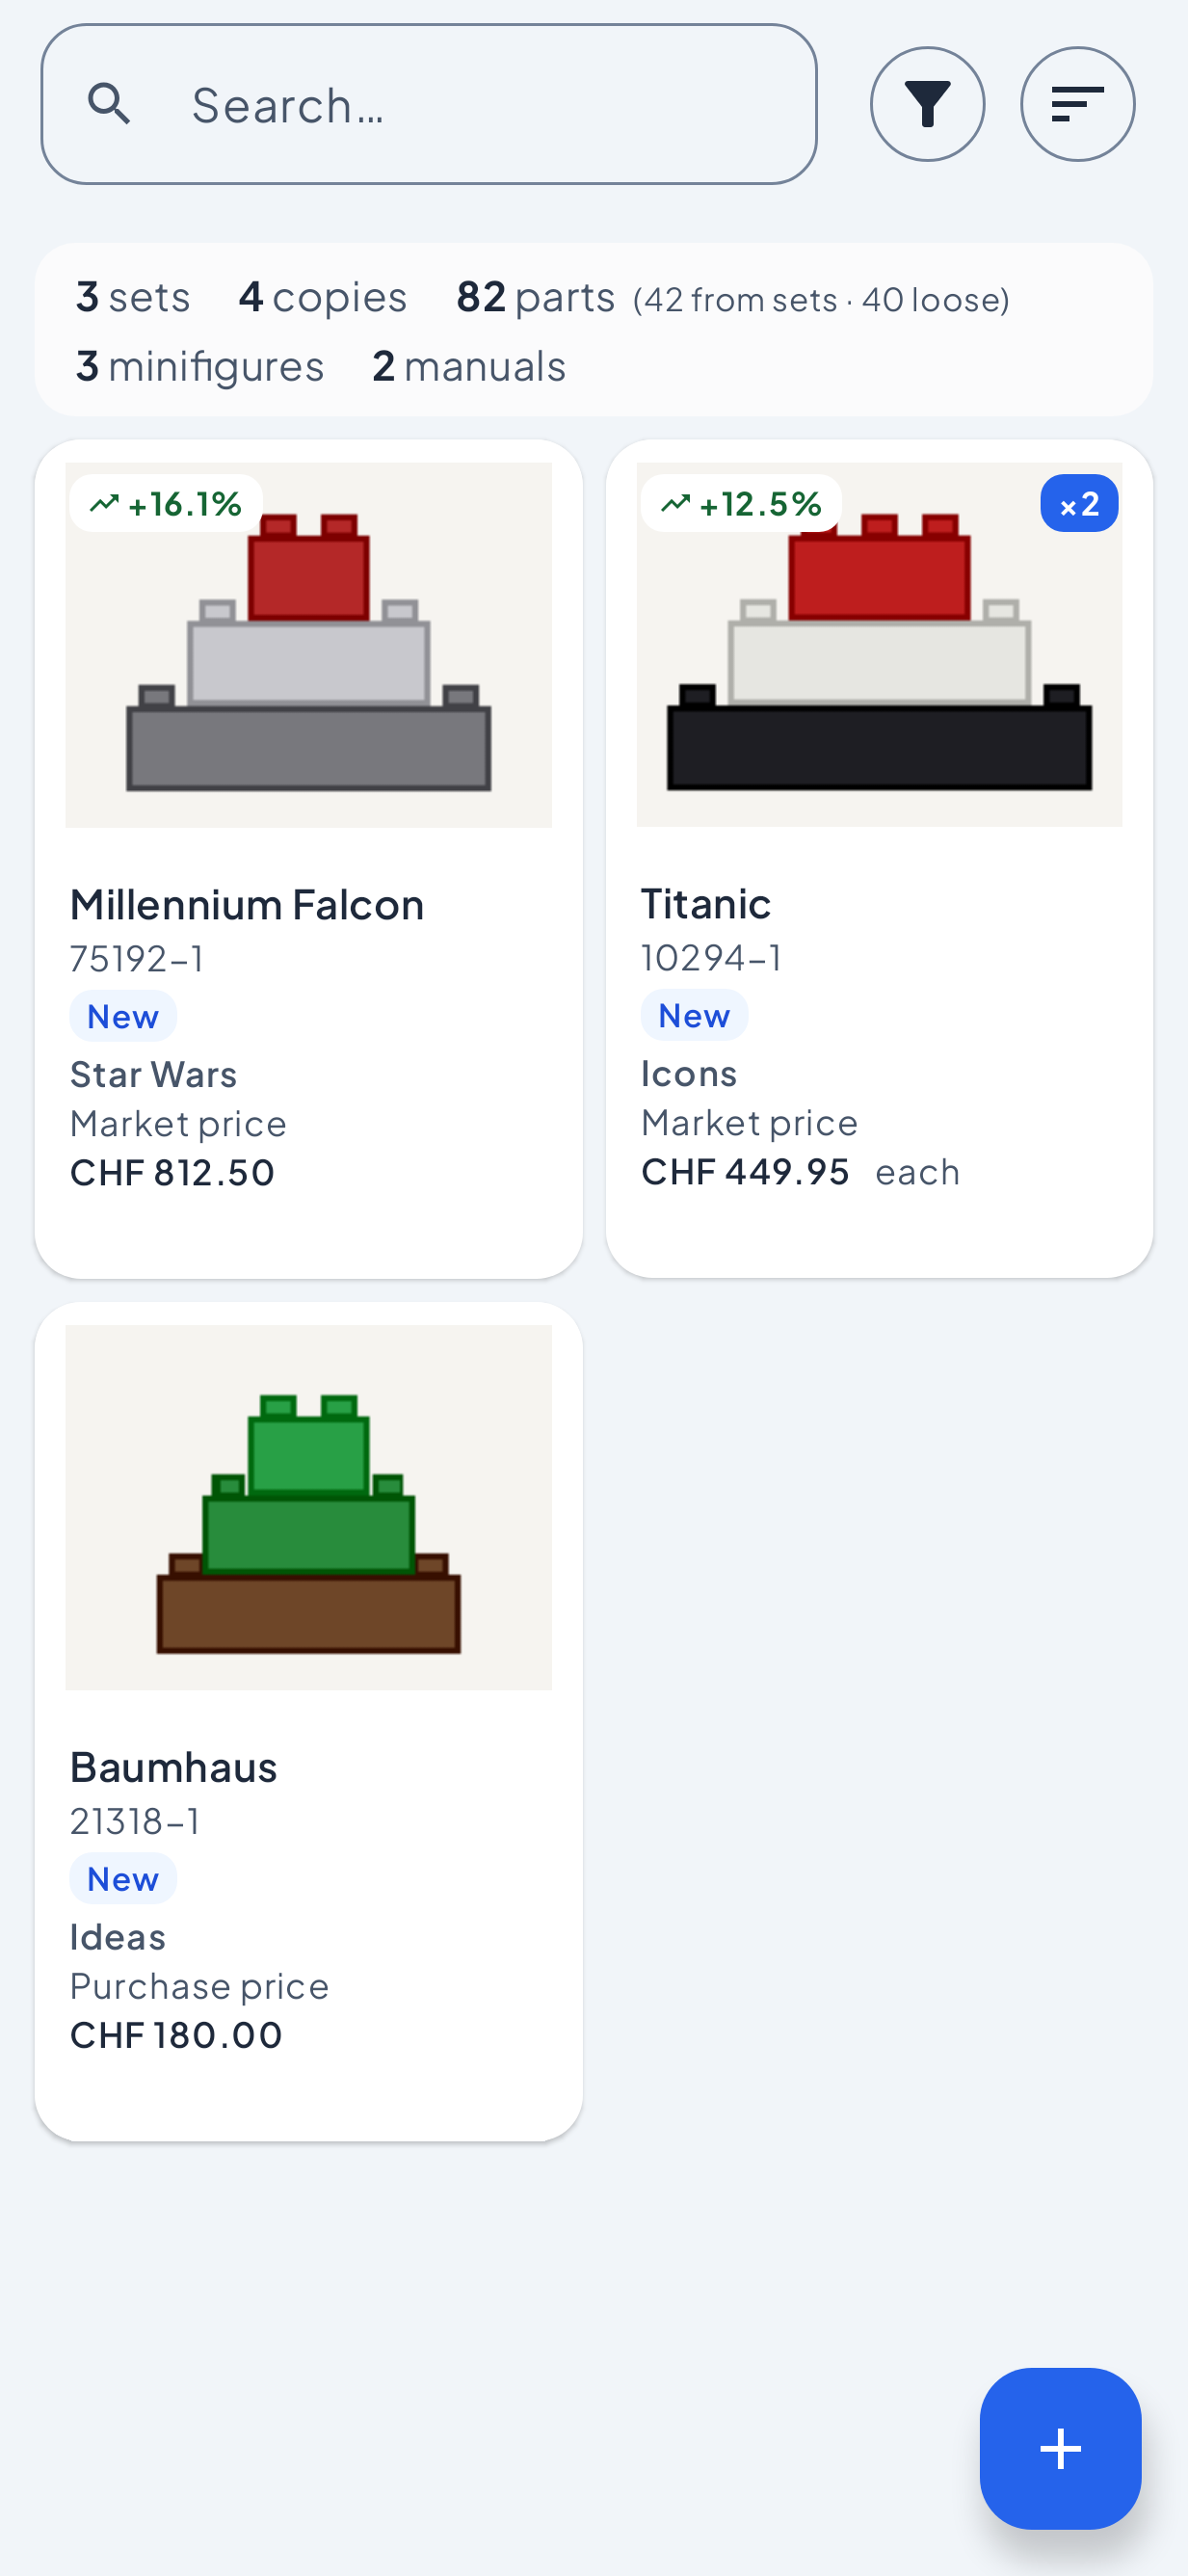 Search...
3 sets 4 copies 82 parts (42 from sets · 40 loose)
3 minifigures 2 manuals
+16.1%
Millennium Falcon
75192-1
New
Star Wars
Market price
CHF 812.50
+12.5%
×2
Titanic
10294-1
New
Icons
Market price
CHF 449.95 each
Baumhaus
21318-1
New
Ideas
Purchase price
CHF 180.00
+